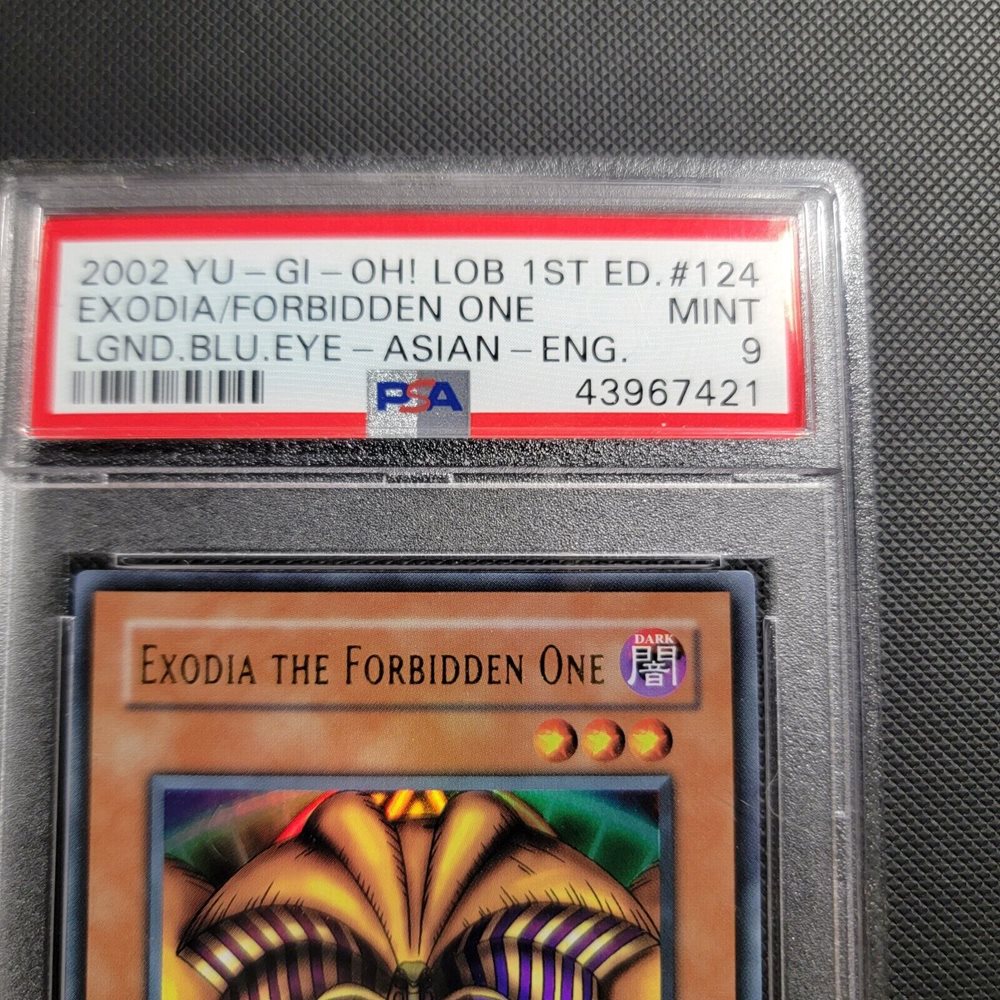 2002 YU-GI-OH! LOB 1ST ED. #124
EXODIA/FORBIDDEN ONE MINT
LGND.BLU.EYE-ASIAN-ENG. 9
PSA 43967421
EXODIA THE FORBIDDEN ONE
DARK
闇